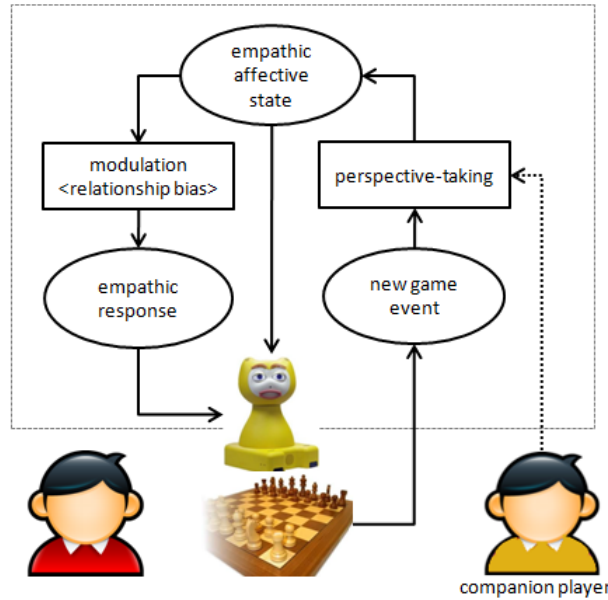 empathic
affective
state
modulation
<relationship bias>
perspective-taking
empathic
response
new game
event
companion player